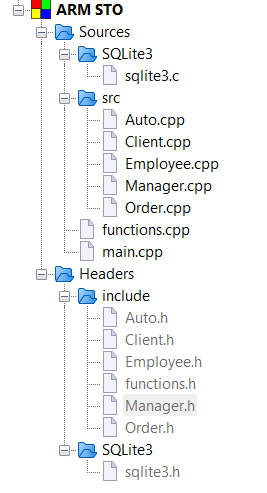 ARM STO
Sources
SQLite3
sqlite3.c
src
Auto.cpp
Client.cpp
Employee.cpp
Manager.cpp
Order.cpp
functions.cpp
main.cpp
Headers
include
Auto.h
Client.h
Employee.h
functions.h
Manager.h
Order.h
SQLite3
sqlite3.h